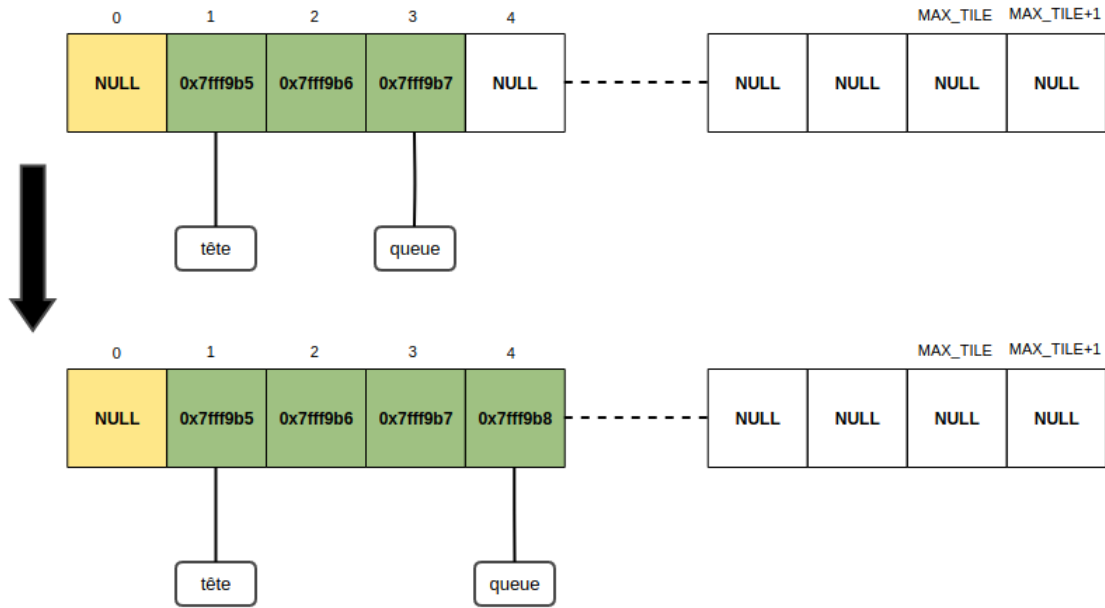 0 1 2 3 4 MAX_TILE MAX_TILE+1
NULL 0x7fff9b5 0x7fff9b6 0x7fff9b7 NULL NULL NULL NULL NULL
tête queue
0 1 2 3 4 MAX_TILE MAX_TILE+1
NULL 0x7fff9b5 0x7fff9b6 0x7fff9b7 0x7fff9b8 NULL NULL NULL NULL
tête queue